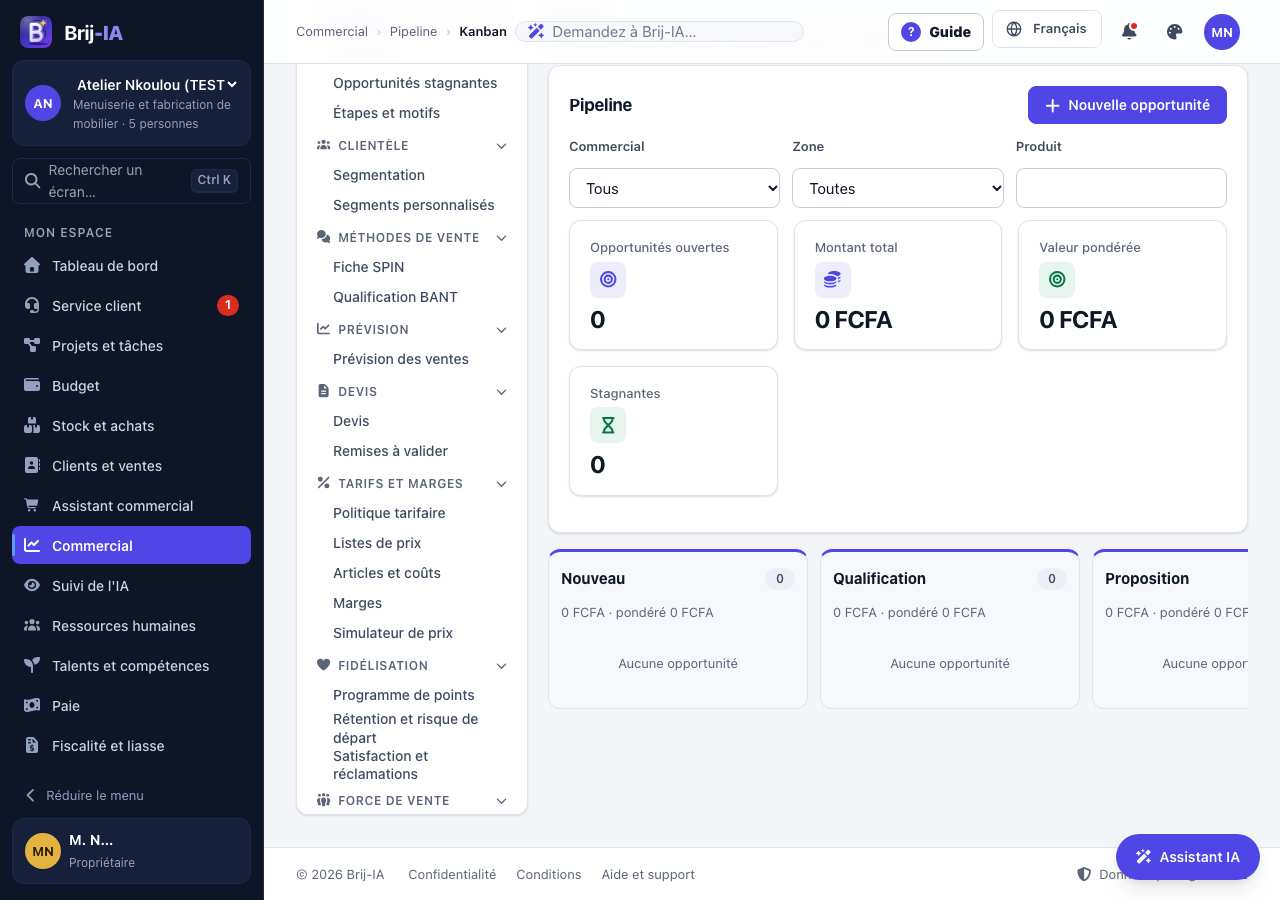 Brij-IA
AN
Atelier Nkoulou (TEST
Menuiserie et fabrication de
mobilier · 5 personnes
Rechercher un
écran...
Ctrl K
MON ESPACE
Tableau de bord
Service client
1
Projets et tâches
Budget
Stock et achats
Clients et ventes
Assistant commercial
Commercial
Suivi de l'IA
Ressources humaines
Talents et compétences
Paie
Fiscalité et liasse
Réduire le menu
MN
M. N...
Propriétaire
Commercial › Pipeline › Kanban
Demandez à Brij-IA...
? Guide
Français
MN
Opportunités stagnantes
Étapes et motifs
CLIENTÈLE
Segmentation
Segments personnalisés
MÉTHODES DE VENTE
Fiche SPIN
Qualification BANT
PRÉVISION
Prévision des ventes
DEVIS
Devis
Remises à valider
TARIFS ET MARGES
Politique tarifaire
Listes de prix
Articles et coûts
Marges
Simulateur de prix
FIDÉLISATION
Programme de points
Rétention et risque de
départ
Satisfaction et
réclamations
FORCE DE VENTE
Pipeline
Nouvelle opportunité
Commercial
Zone
Produit
Tous
Toutes
Opportunités ouvertes
0
Montant total
0 FCFA
Valeur pondérée
0 FCFA
Stagnantes
0
Nouveau
0
0 FCFA · pondéré 0 FCFA
Aucune opportunité
Qualification
0
0 FCFA · pondéré 0 FCFA
Aucune opportunité
Proposition
0 FCFA · pondéré 0 FCF
Aucune oppor
© 2026 Brij-IA
Confidentialité
Conditions
Aide et support
Assistant IA